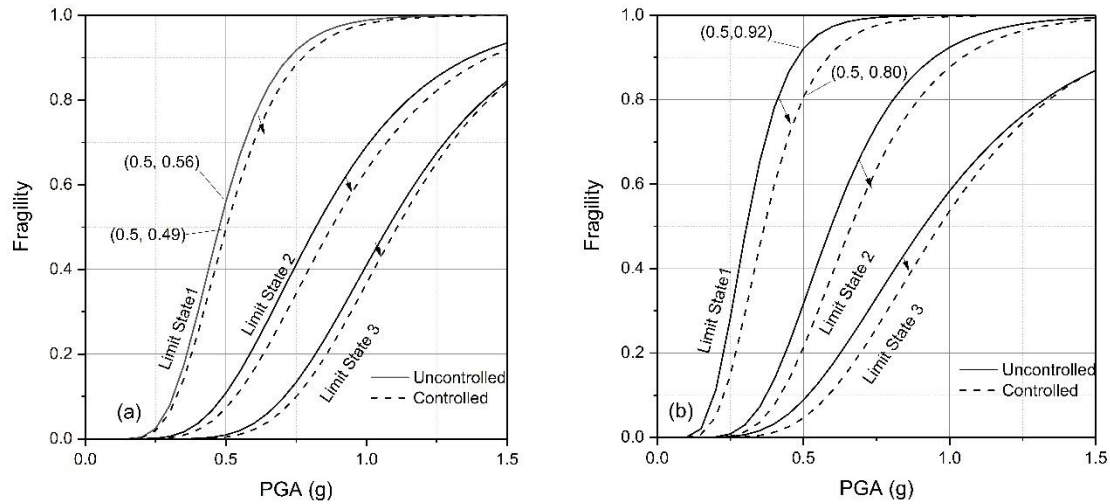 1.0
0.8
0.6
0.4
0.2
0.0
Fragility
(0.5, 0.56)
(0.5, 0.49)
Limit State1
Limit State 2
Limit State 3
(a)
Uncontrolled
Controlled
0.0 0.5 1.0 1.5
PGA (g)
1.0
0.8
0.6
0.4
0.2
0.0
Fragility
(0.5,0.92)
(0.5, 0.80)
Limit State1
Limit State 2
Limit State 3
(b)
Uncontrolled
Controlled
0.0 0.5 1.0 1.5
PGA (g)